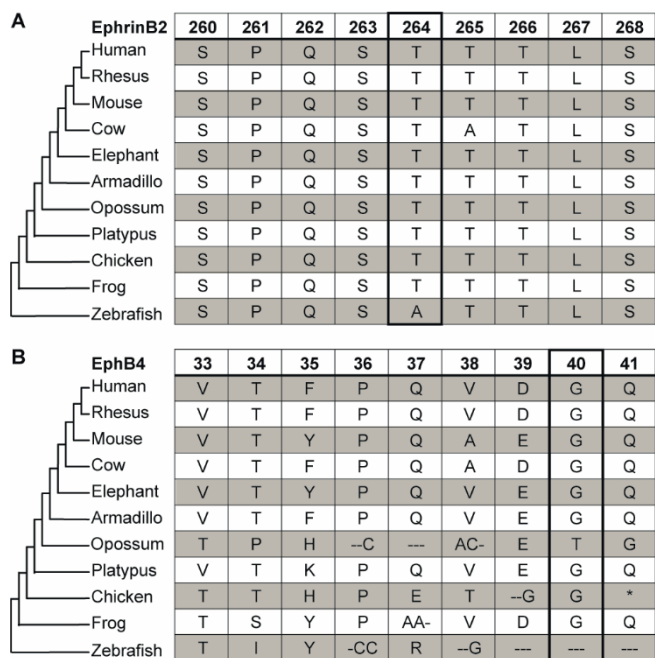 A
EphrinB2 260 261 262 263 264 265 266 267 268
Human S P Q S T T T L S
Rhesus S P Q S T T T L S
Mouse S P Q S T T T L S
Cow S P Q S T A T L S
Elephant S P Q S T T T L S
Armadillo S P Q S T T T L S
Opossum S P Q S T T T L S
Platypus S P Q S T T T L S
Chicken S P Q S T T T L S
Frog S P Q S T T T L S
Zebrafish S P Q S A T T L S
B
EphB4 33 34 35 36 37 38 39 40 41
Human V T F P Q V D G Q
Rhesus V T F P Q V D G Q
Mouse V T Y P Q A E G Q
Cow V T F P Q A D G Q
Elephant V T Y P Q V E G Q
Armadillo V T F P Q V E G Q
Opossum T P H --C --- AC- E T G
Platypus V T K P Q V E G Q
Chicken T T H P E T --G G *
Frog T S Y P AA- V D G Q
Zebrafish T I Y -CC R --G --- --- ---